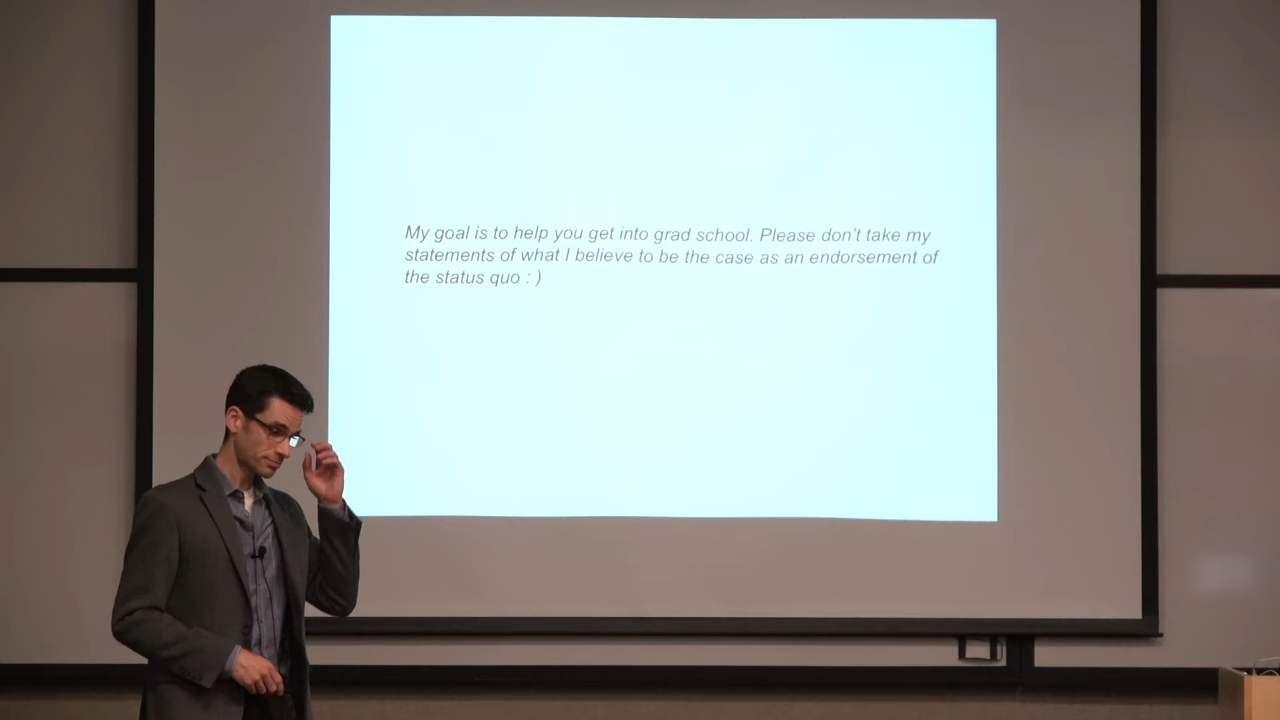 My goal is to help you get into grad school. Please don't take my
statements of what I believe to be the case as an endorsement of
the status quo : )